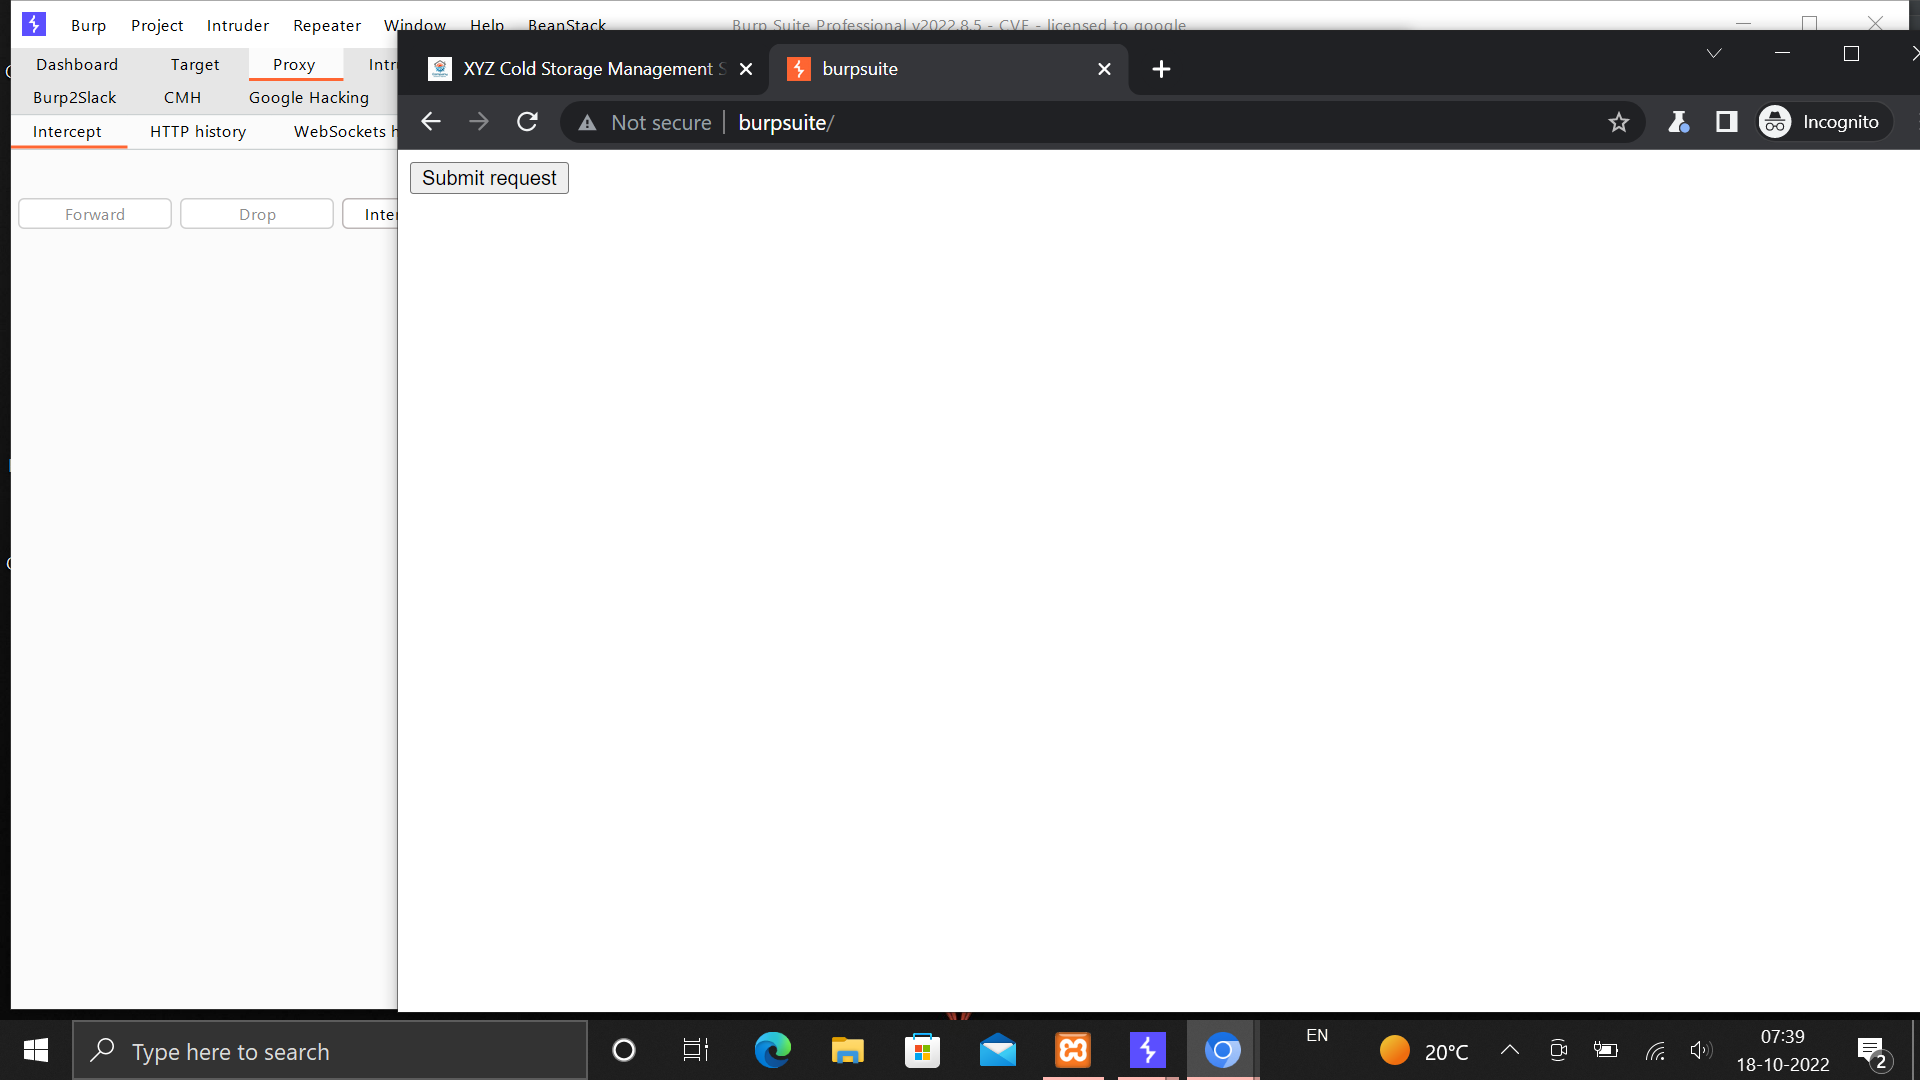 Burp Project Intruder Repeater Window Help BeanStack Burp Suite Professional v2022.8.5 - CVE - licensed to google
Dashboard Target Proxy Intr
Burp2Slack CMH Google Hacking
Intercept HTTP history WebSockets h
Forward Drop Inter
XYZ Cold Storage Management S burpsuite
Not secure burpsuite/ Incognito
Submit request
Type here to search
EN
20°C
07:39
18-10-2022
2